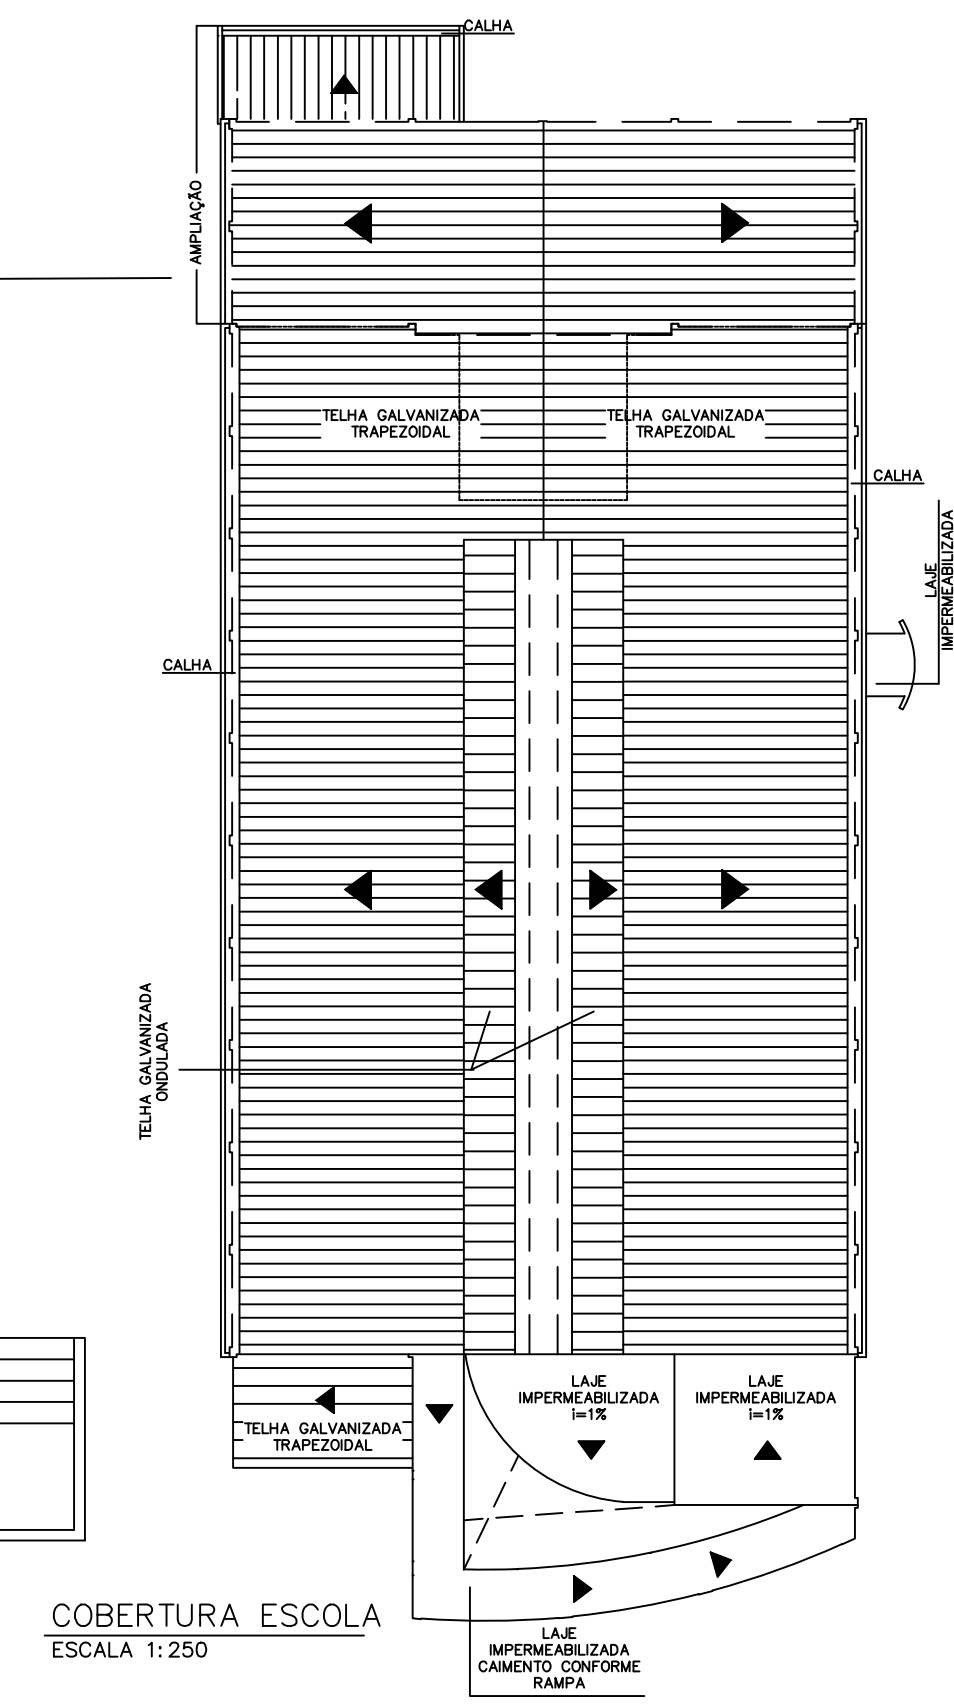 CALHA
AMPLIAÇÃO
TELHA GALVANIZADA
TRAPEZOIDAL
TELHA GALVANIZADA
TRAPEZOIDAL
CALHA
LAJE
IMPERMEABILIZADA
CALHA
TELHA GALVANIZADA
ONDULADA
LAJE
IMPERMEABILIZADA
i=1%
LAJE
IMPERMEABILIZADA
i=1%
TELHA GALVANIZADA
TRAPEZOIDAL
COBERTURA ESCOLA
ESCALA 1:250
LAJE
IMPERMEABILIZADA
CAIMENTO CONFORME
RAMPA